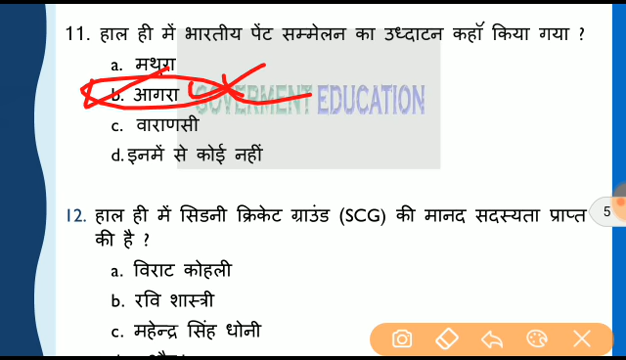 11. हाल ही में भारतीय पेंट सम्मेलन का उध्दाटन कहाँ किया गया ?
a. मथुरा
b. आगरा
GOVERMENT EDUCATION
c. वाराणसी
d. इनमें से कोई नहीं
12. हाल ही में सिडनी क्रिकेट ग्राउंड (SCG) की मानद सदस्यता प्राप्त
की है ?
5
a. विराट कोहली
b. रवि शास्त्री
c. महेन्द्र सिंह धोनी